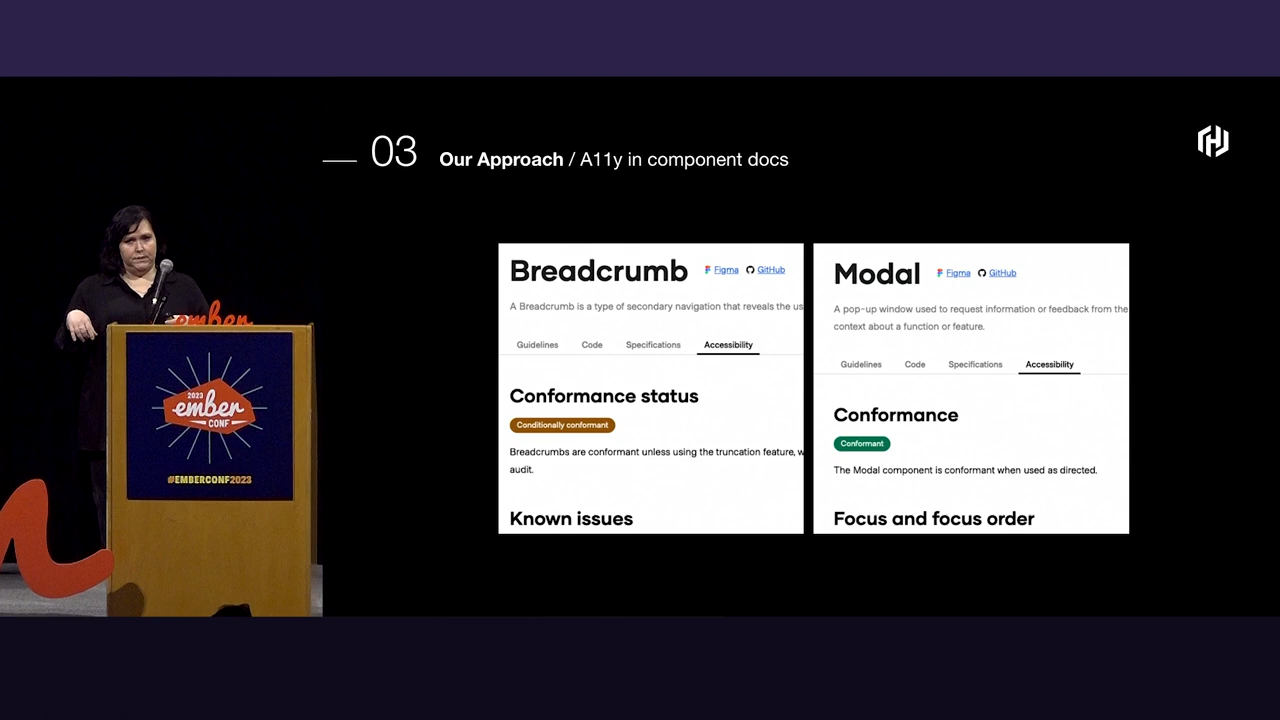 03
Our Approach / A11y in component docs
Breadcrumb
Figma
GitHub
A Breadcrumb is a type of secondary navigation that reveals the us
Guidelines
Code
Specifications
Accessibility
Conformance status
Conditionally conformant
Breadcrumbs are conformant unless using the truncation feature, w
audit.
Known issues
Modal
Figma
GitHub
A pop-up window used to request information or feedback from the
context about a function or feature.
Guidelines
Code
Specifications
Accessibility
Conformance
Conformant
The Modal component is conformant when used as directed.
Focus and focus order
ember
2023
ember
CONF
#EMBERCONF2023